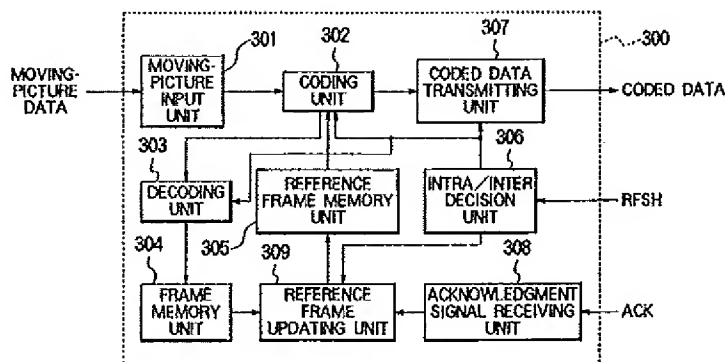 301
302
307
300
MOVING-
PICTURE
DATA
MOVING-
PICTURE
INPUT
UNIT
CODING
UNIT
CODED DATA
TRANSMITTING
UNIT
CODED DATA
303
306
DECODING
UNIT
REFERENCE
FRAME MEMORY
UNIT
INTRA/INTER
DECISION
UNIT
RFSH
304
305
309
308
FRAME
MEMORY
UNIT
REFERENCE
FRAME
UPDATING UNIT
ACKNOWLEDGMENT
SIGNAL RECEIVING
UNIT
ACK